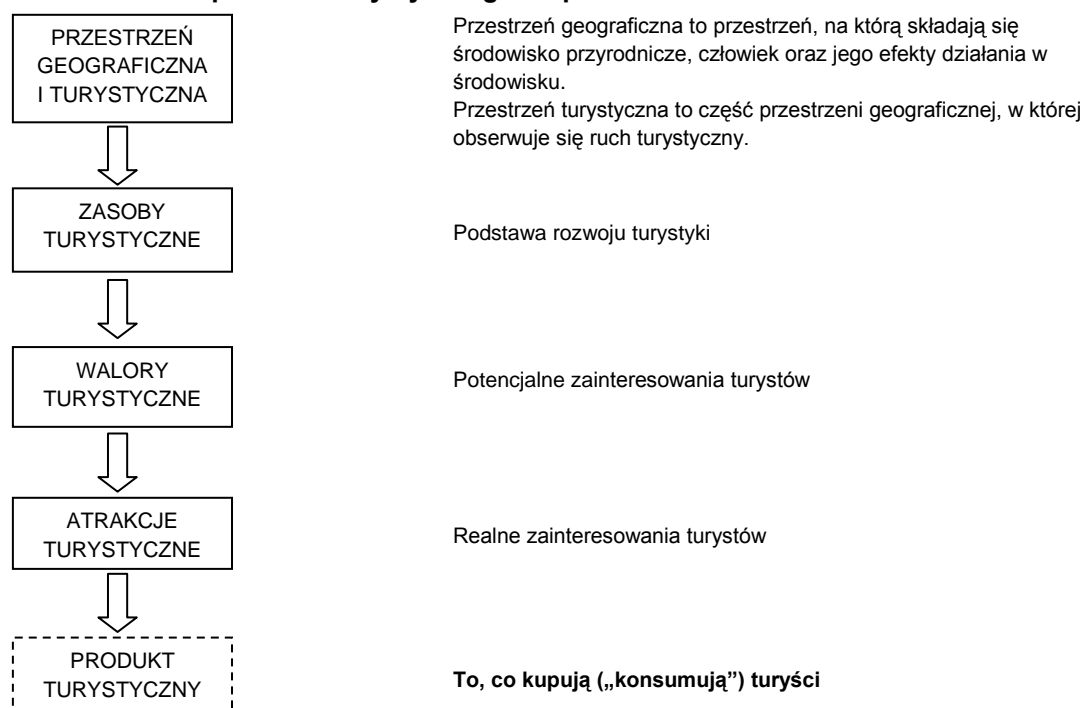 PRZESTRZEŃ
GEOGRAFICZNA
I TURYSTYCZNA
Przestrzeń geograficzna to przestrzeń, na którą składają się
środowisko przyrodnicze, człowiek oraz jego efekty działania w
środowisku.
Przestrzeń turystyczna to część przestrzeni geograficznej, w której
obserwuje się ruch turystyczny.
ZASOBY
TURYSTYCZNE
Podstawa rozwoju turystyki
WALORY
TURYSTYCZNE
Potencjalne zainteresowania turystów
ATRAKCJE
TURYSTYCZNE
Realne zainteresowania turystów
PRODUKT
TURYSTYCZNY
To, co kupują („konsumują”) turyści